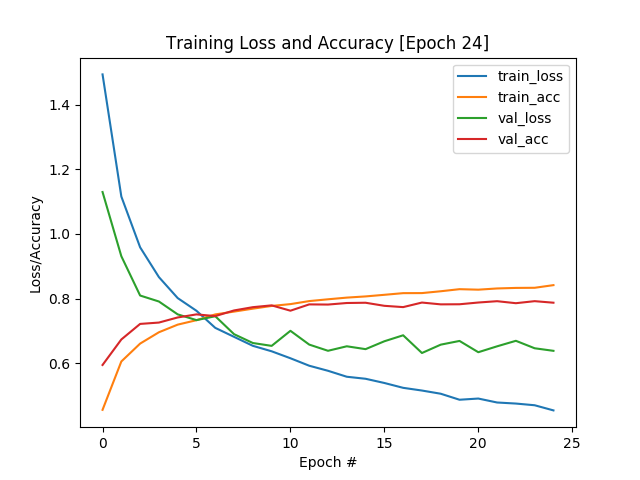 Training Loss and Accuracy [Epoch 24]
train_loss
train_acc
val_loss
val_acc
1.4
1.2
1.0
0.8
0.6
Loss/Accuracy
0
5
10
15
20
25
Epoch #